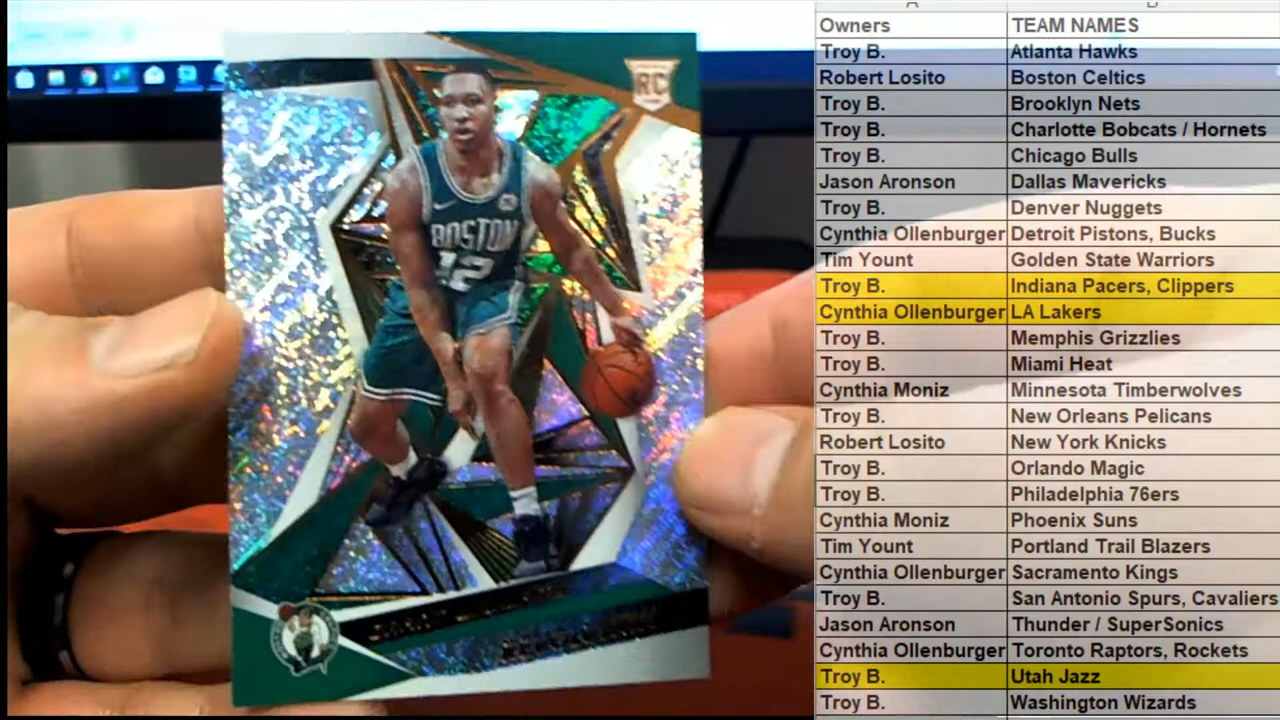 RC
BOSTON
12
Owners TEAM NAMES
Troy B. Atlanta Hawks
Robert Losito Boston Celtics
Troy B. Brooklyn Nets
Troy B. Charlotte Bobcats / Hornets
Troy B. Chicago Bulls
Jason Aronson Dallas Mavericks
Troy B. Denver Nuggets
Cynthia Ollenburger Detroit Pistons, Bucks
Tim Yount Golden State Warriors
Troy B. Indiana Pacers, Clippers
Cynthia Ollenburger LA Lakers
Troy B. Memphis Grizzlies
Troy B. Miami Heat
Cynthia Moniz Minnesota Timberwolves
Troy B. New Orleans Pelicans
Robert Losito New York Knicks
Troy B. Orlando Magic
Troy B. Philadelphia 76ers
Cynthia Moniz Phoenix Suns
Tim Yount Portland Trail Blazers
Cynthia Ollenburger Sacramento Kings
Troy B. San Antonio Spurs, Cavaliers
Jason Aronson Thunder / SuperSonics
Cynthia Ollenburger Toronto Raptors, Rockets
Troy B. Utah Jazz
Troy B. Washington Wizards